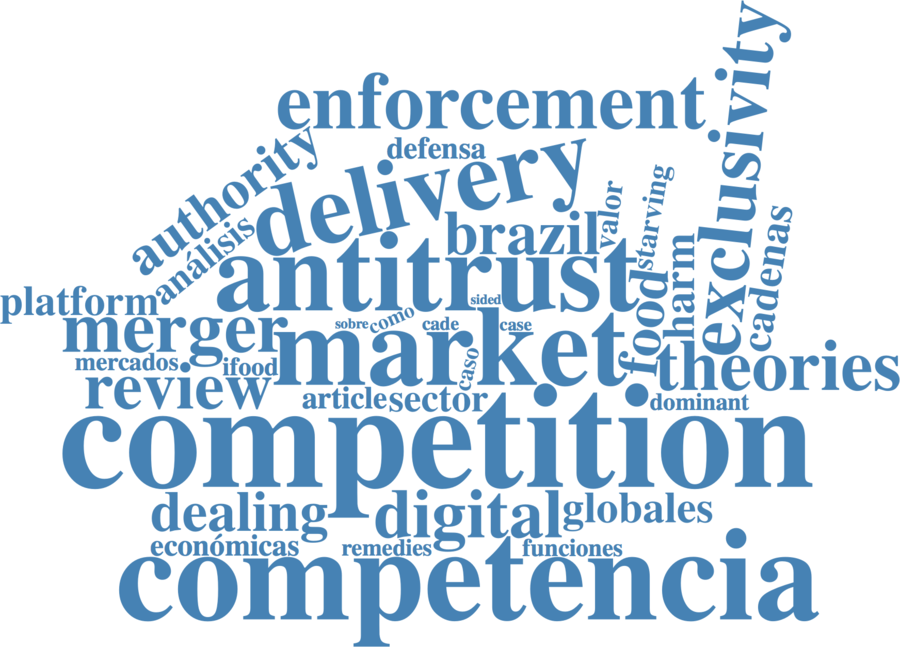 exclusivity
enforcement
authority
defensa
delivery
análisis
brazil
valor
starving
cadenas
antitrust
food
harm
platform
merger
sobre
como
cade
sided
case
market
theories
mercados
ifood
caso
review
article
sector
dominant
competition
dealing
digital
globales
económicas
remedies
funciones
competencia